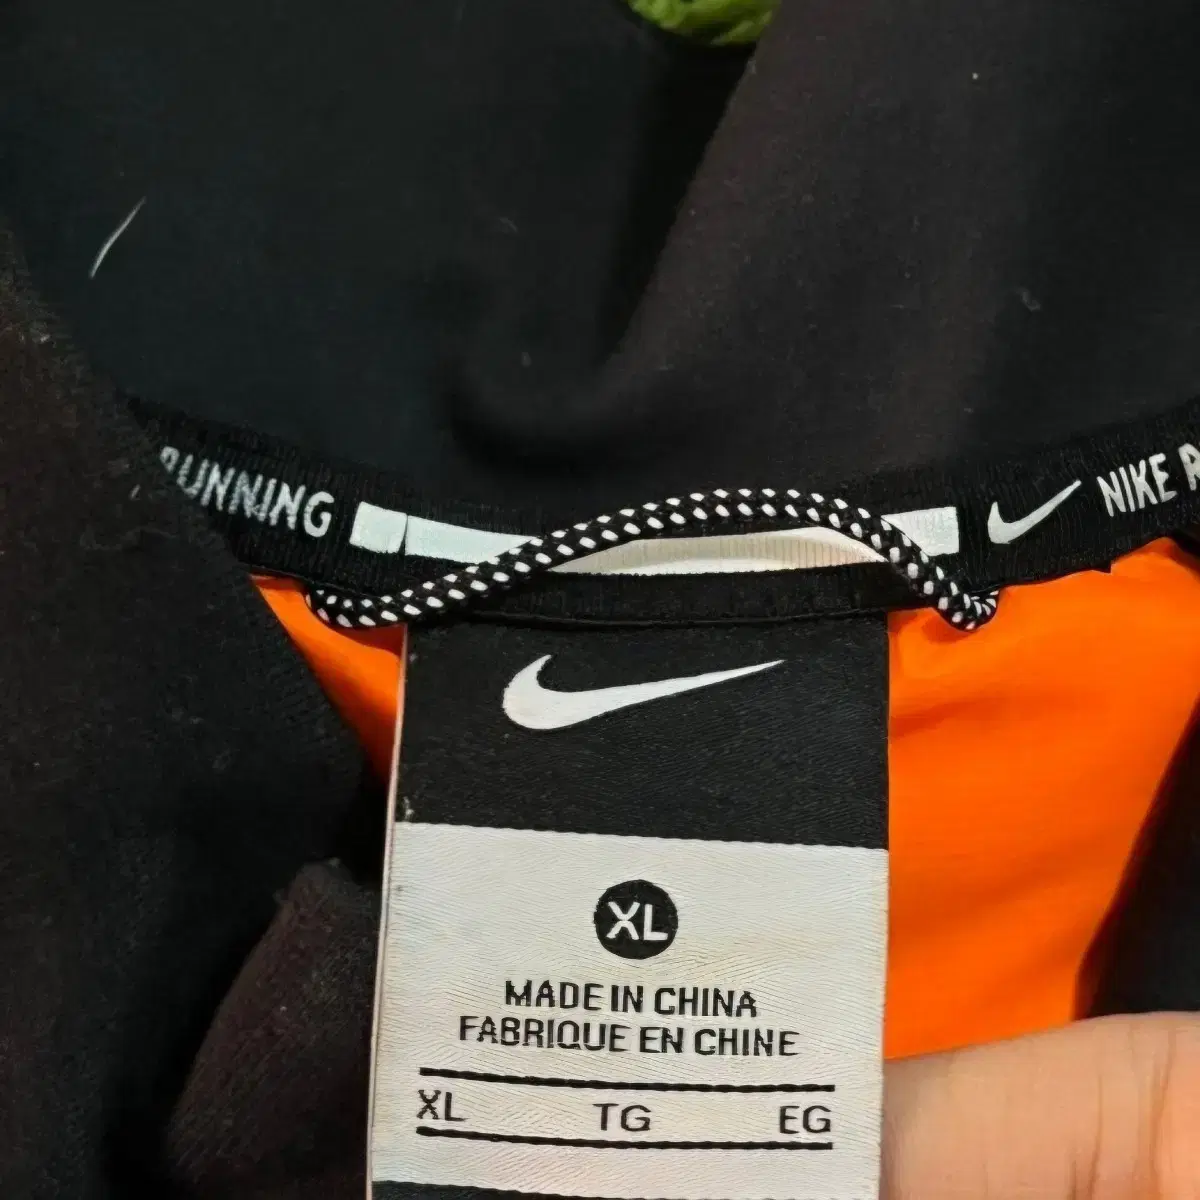 RUNNING
NIKE R
XL
MADE IN CHINA
FABRIQUE EN CHINE
XL TG EG